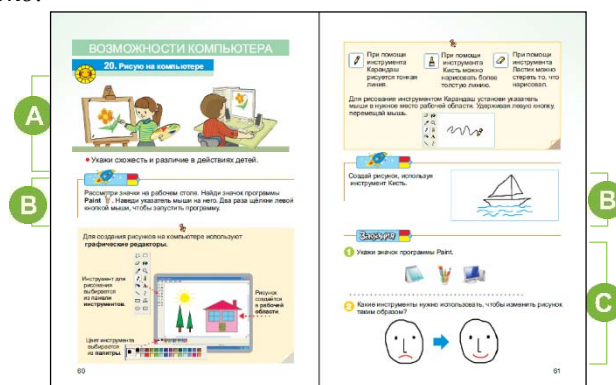 ВОЗМОЖНОСТИ КОМПЬЮТЕРА
20. Рисую на компьютере
A
• Укажи схожесть и различие в действиях детей.
B
Рассмотри значки на рабочем столе. Найди значок программы
Paint. Наведи указатель мыши на него. Два раза щёлкни левой
кнопкой мыши, чтобы запустить программу.
Для создания рисунков на компьютере используют
графические редакторы.
Инструмент для
рисования
выбирается
из панели
инструментов.
Рисунок
создаётся
в рабочей
области.
Цвет инструмента
выбирается
из палитры.
60
При помощи
инструмента
Карандаш
рисуется тонкая
линия.
При помощи
инструмента
Кисть можно
нарисовать более
толстую линию.
При помощи
инструмента
Ластик можно
стереть то, что
нарисовал.
Для рисования инструментом Карандаш установи указатель
мыши в нужное место рабочей области. Удерживая левую кнопку,
перемещай мышь.
Создай рисунок, используя
инструмент Кисть.
B
1 Укажи значок программы Paint.
C
2 Какие инструменты нужно использовать, чтобы изменить рисунок
таким образом?
61